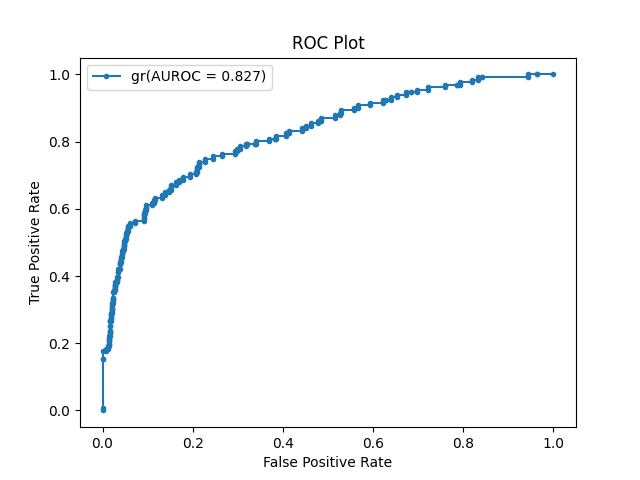 ROC Plot
gr(AUROC = 0.827)
1.0
0.8
0.6
0.4
0.2
0.0
True Positive Rate
0.0 0.2 0.4 0.6 0.8 1.0
False Positive Rate